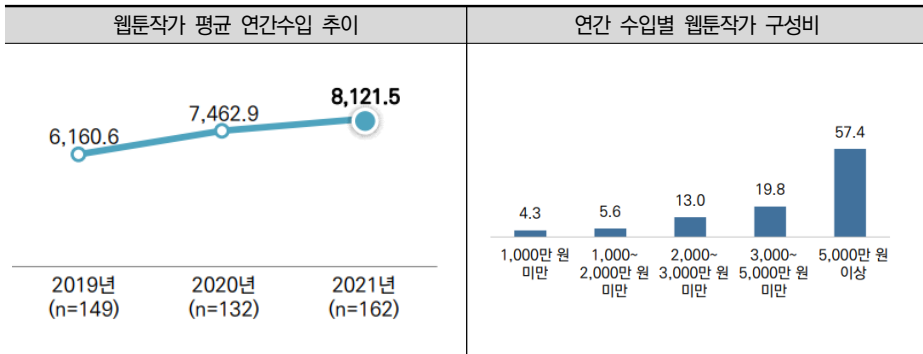 웹툰작가 평균 연간수입 추이
6,160.6
7,462.9
8,121.5
2019년
(n=149)
2020년
(n=132)
2021년
(n=162)
연간 수입별 웹툰작가 구성비
4.3
5.6
13.0
19.8
57.4
1,000만 원
미만
1,000~
2,000만 원
미만
2,000~
3,000만 원
미만
3,000~
5,000만 원
미만
5,000만 원
이상